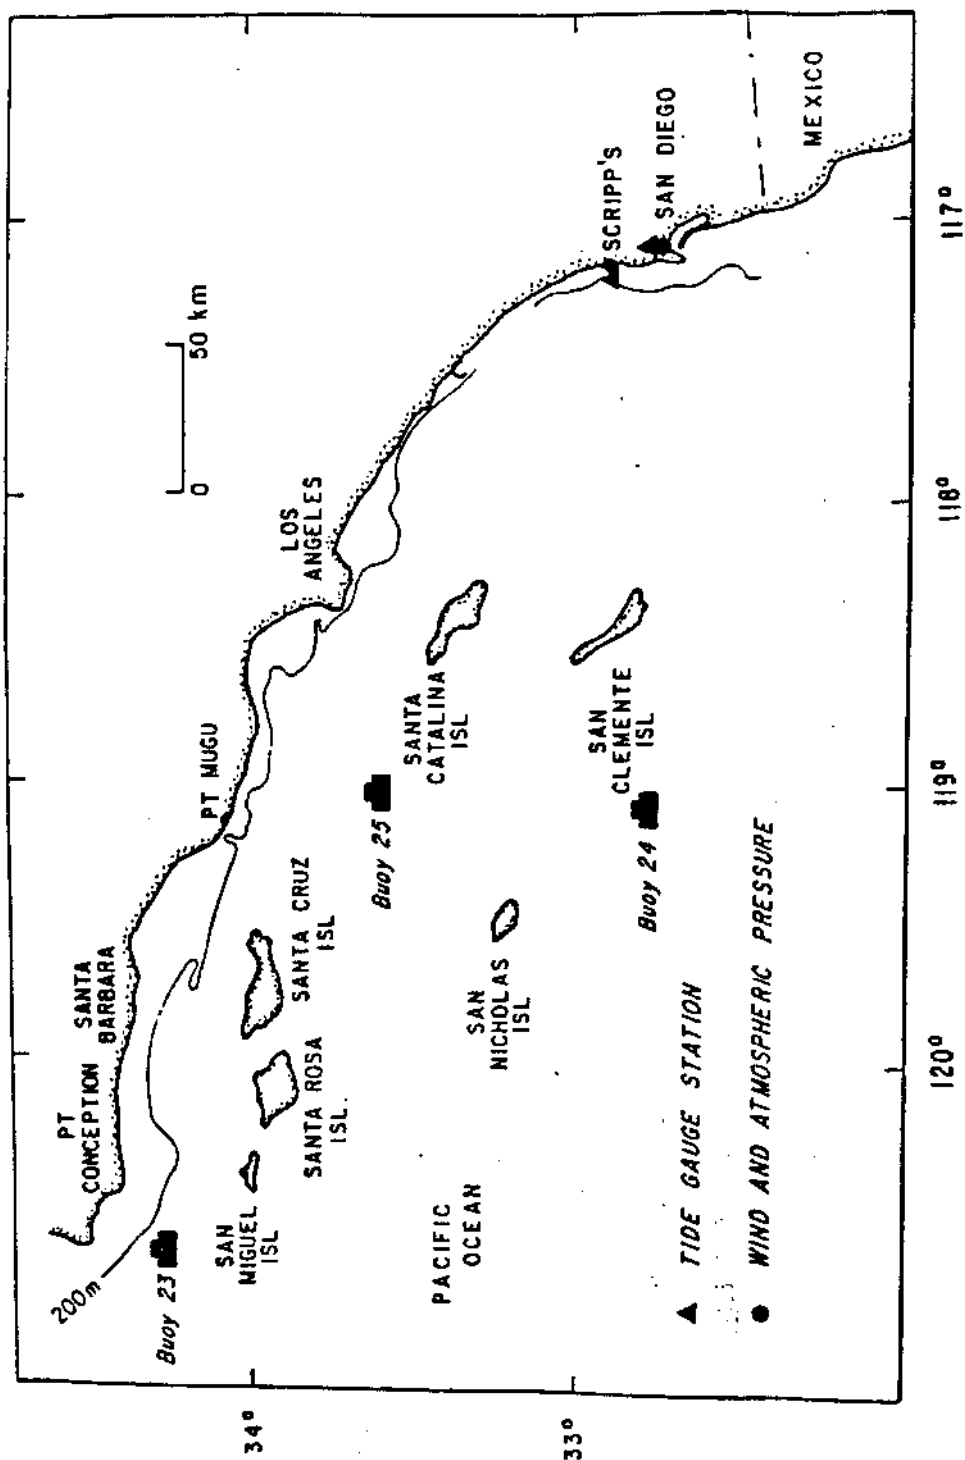 PT
CONCEPTION
SANTA
BARBARA
PT MUGU
LOS
ANGELES
0 50 km
200m
Buoy 23
SAN
MIGUEL
ISL
SANTA ROSA
ISL.
SANTA CRUZ
ISL
Buoy 25
SANTA
CATALINA
ISL
SAN
NICHOLAS
ISL
SAN
CLEMENTE
ISL
Buoy 24
SCRIPP'S
SAN DIEGO
MEXICO
PACIFIC
OCEAN
TIDE GAUGE STATION
WIND AND ATMOSPHERIC PRESSURE
34°
33°
120°
119°
118°
117°